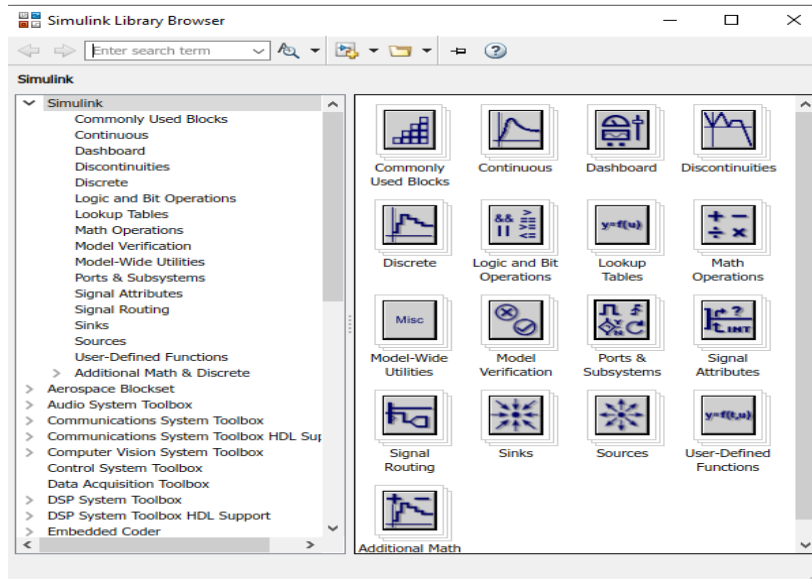 Simulink Library Browser
Enter search term
Simulink
Simulink
Commonly Used Blocks
Continuous
Dashboard
Discontinuities
Discrete
Logic and Bit Operations
Lookup Tables
Math Operations
Model Verification
Model-Wide Utilities
Ports & Subsystems
Signal Attributes
Signal Routing
Sinks
Sources
User-Defined Functions
Additional Math & Discrete
Aerospace Blockset
Audio System Toolbox
Communications System Toolbox
Communications System Toolbox HDL Sup
Computer Vision System Toolbox
Control System Toolbox
Data Acquisition Toolbox
DSP System Toolbox
DSP System Toolbox HDL Support
Embedded Coder
Commonly
Used Blocks
Continuous
Dashboard
Discontinuities
&& >
|| ==
<=
y=f(u)
+ −
÷ ×
Discrete
Logic and Bit
Operations
Lookup
Tables
Math
Operations
Misc
?
INT
Model-Wide
Utilities
Model
Verification
Ports &
Subsystems
Signal
Attributes
y=f(t,u)
Signal
Routing
Sinks
Sources
User-Defined
Functions
+ −
Additional Math